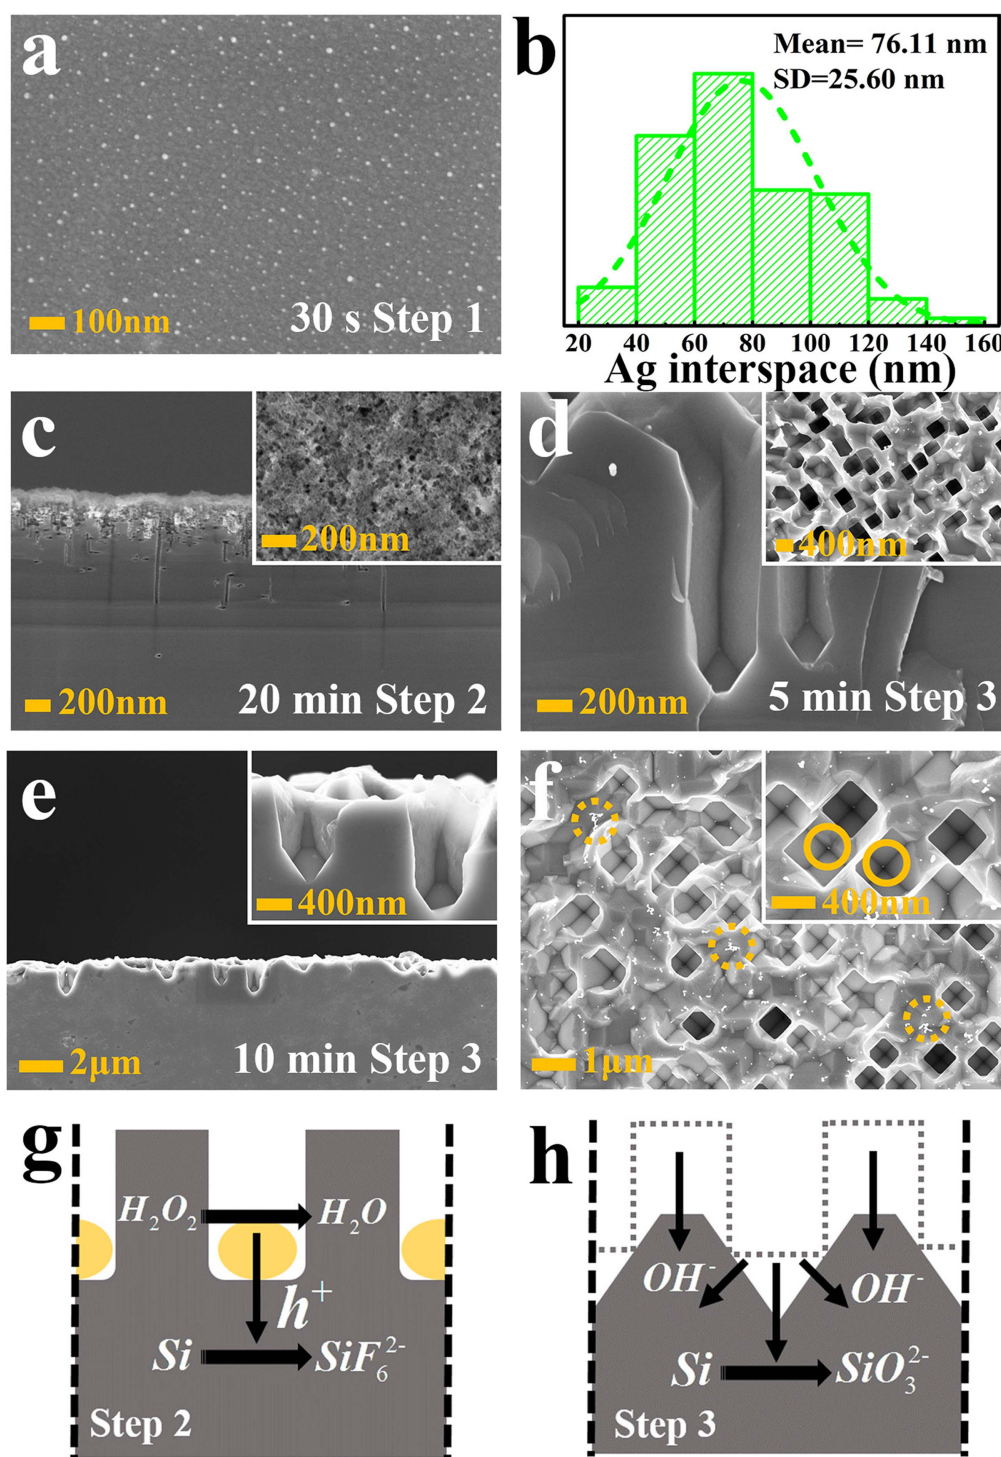 a
100nm
30 s Step 1
b
Mean= 76.11 nm
SD=25.60 nm
20 40 60 80 100 120 140 160
Ag interspace (nm)
c
200nm
200nm
20 min Step 2
d
400nm
200nm
5 min Step 3
e
400nm
2μm
10 min Step 3
f
400nm
1μm
g
H₂O₂ H₂O
h⁺
Si SiF₆²⁻
Step 2
h
OH⁻ OH⁻
Si SiO₃²⁻
Step 3